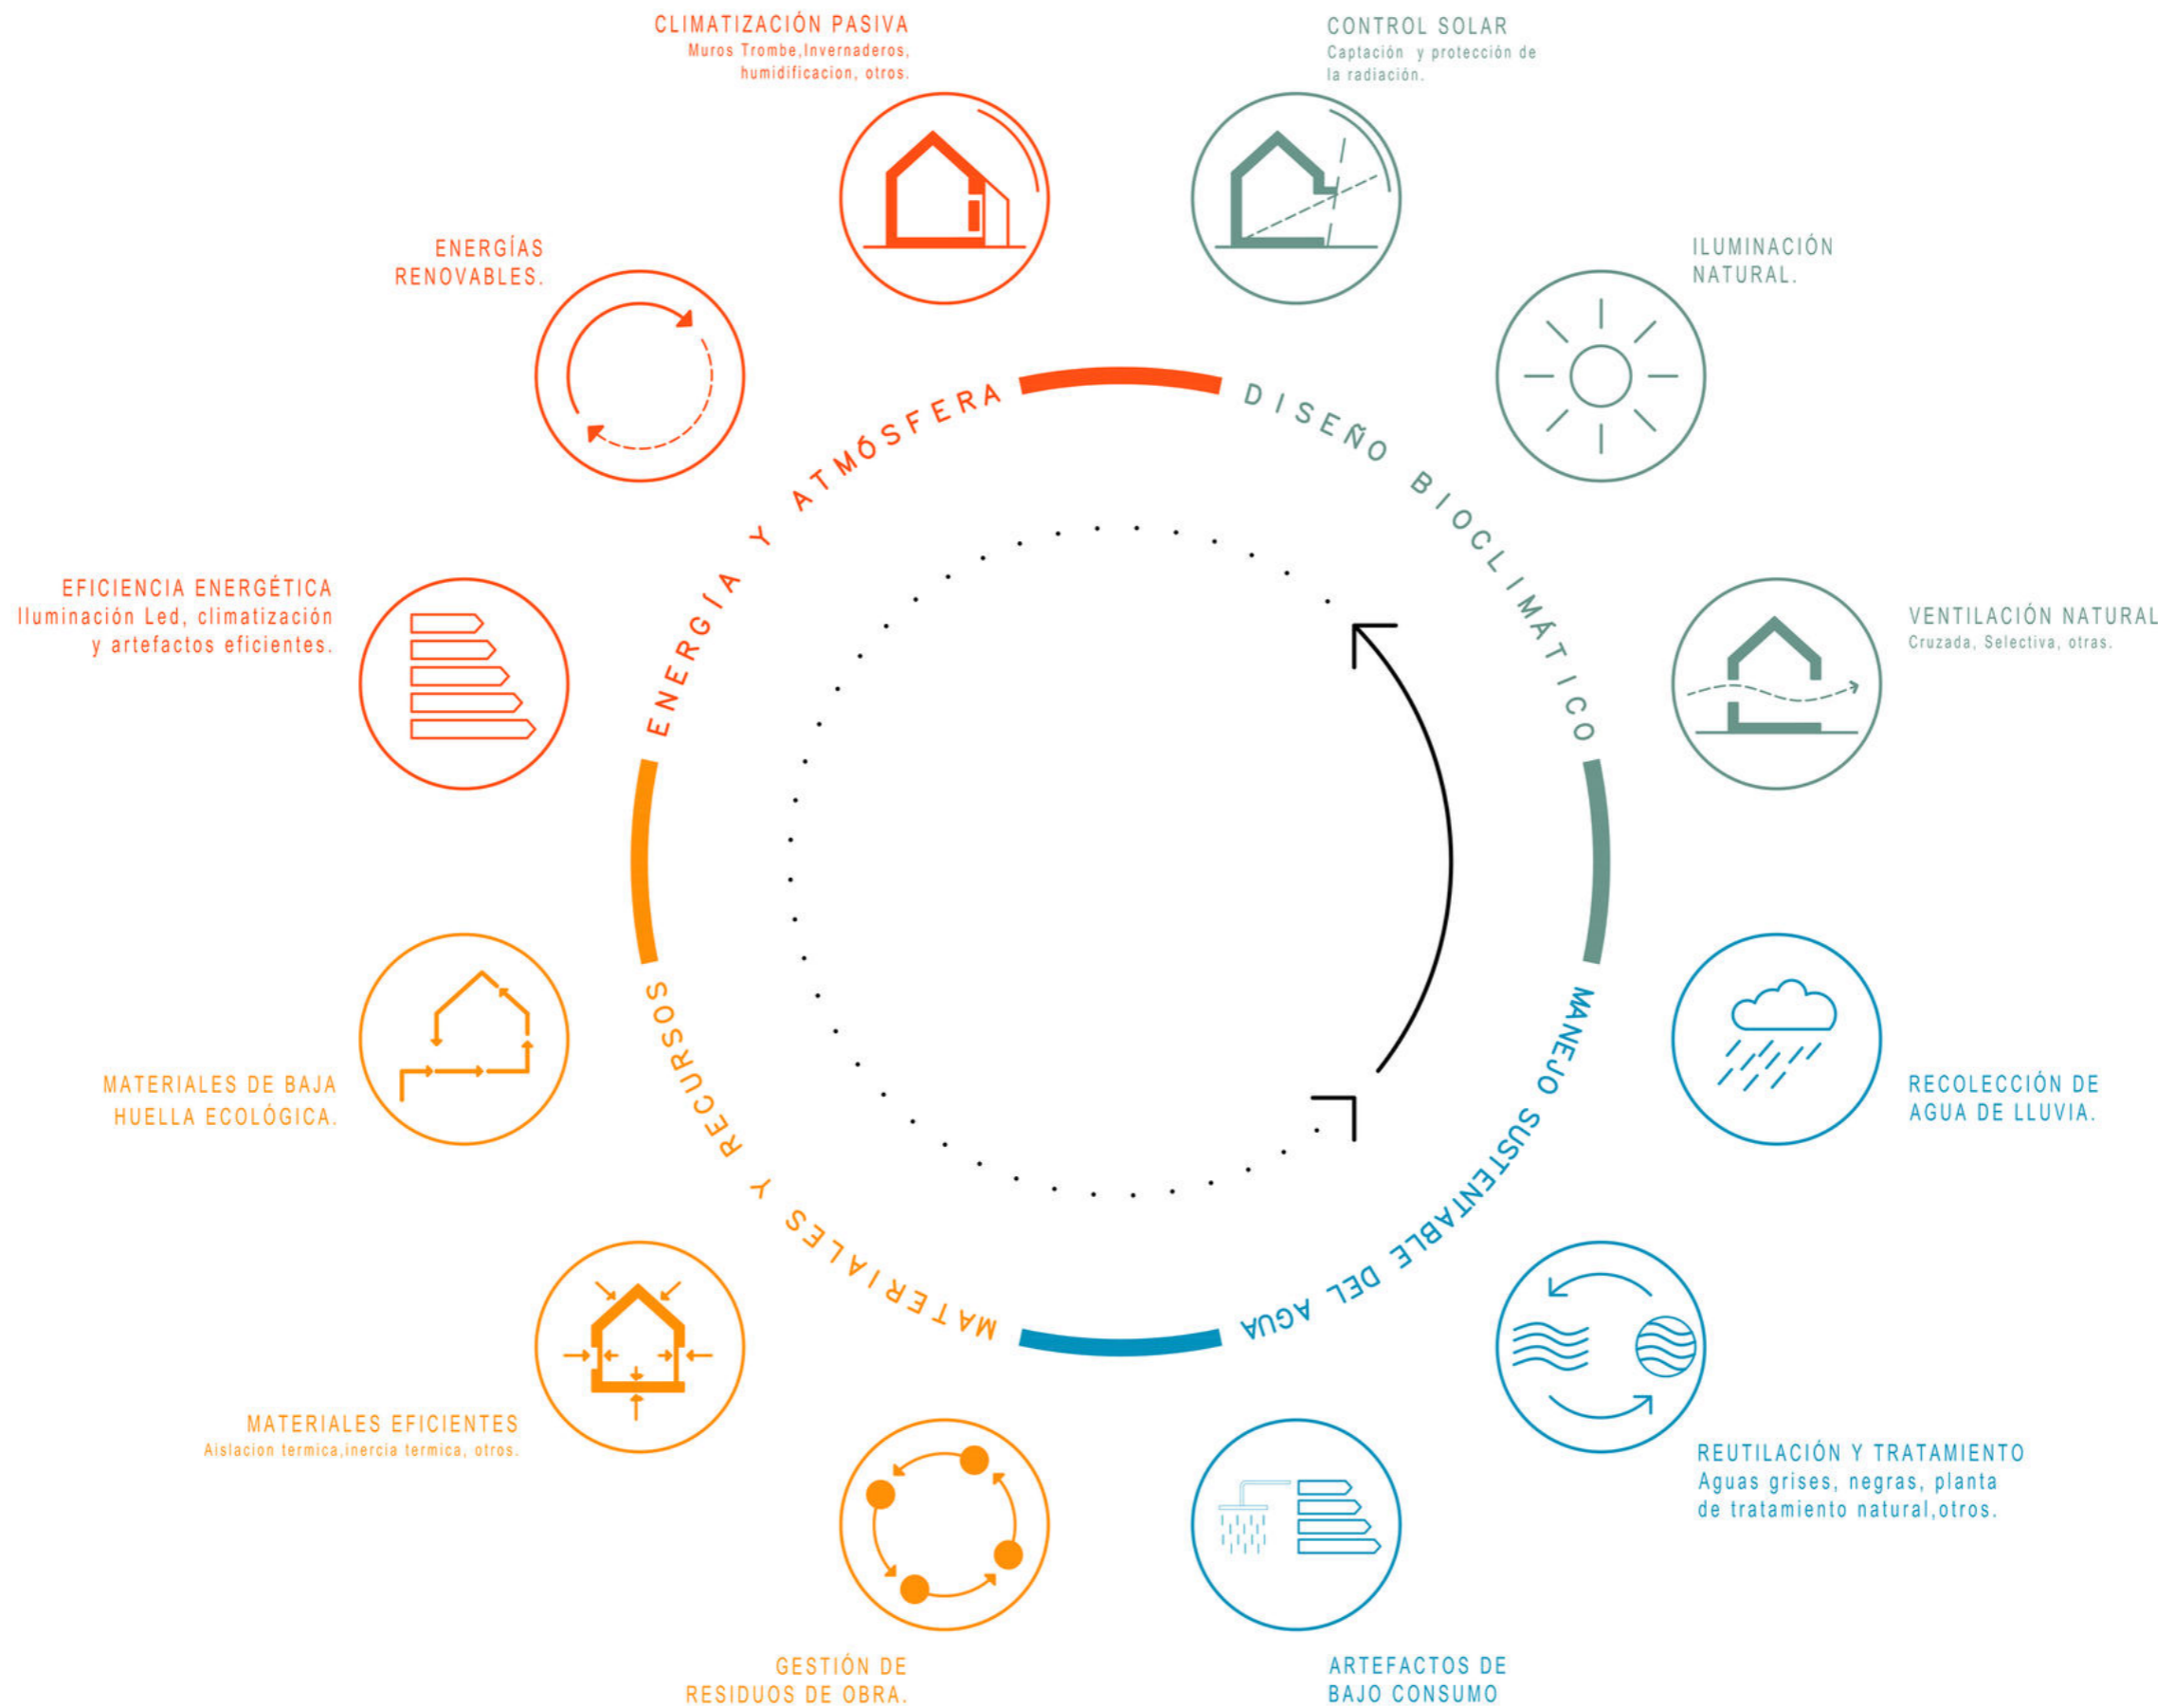 CLIMATIZACIÓN PASIVA
Muros Trombe,Invernaderos,
humidificacion, otros.
CONTROL SOLAR
Captación y protección de
la radiación.
ENERGÍAS
RENOVABLES.
ILUMINACIÓN
NATURAL.
ENERGÍA Y ATMÓSFERA
DISEÑO BIOCLIMÁTICO
EFICIENCIA ENERGÉTICA
Iluminación Led, climatización
y artefactos eficientes.
VENTILACIÓN NATURAL
Cruzada, Selectiva, otras.
MATERIALES DE BAJA
HUELLA ECOLÓGICA.
RECOLECCIÓN DE
AGUA DE LLUVIA.
MATERIALES Y RECURSOS
MANEJO SUSTENTABLE DEL AGUA
MATERIALES EFICIENTES
Aislacion termica,inercia termica, otros.
REUTILACIÓN Y TRATAMIENTO
Aguas grises, negras, planta
de tratamiento natural,otros.
GESTIÓN DE
RESIDUOS DE OBRA.
ARTEFACTOS DE
BAJO CONSUMO